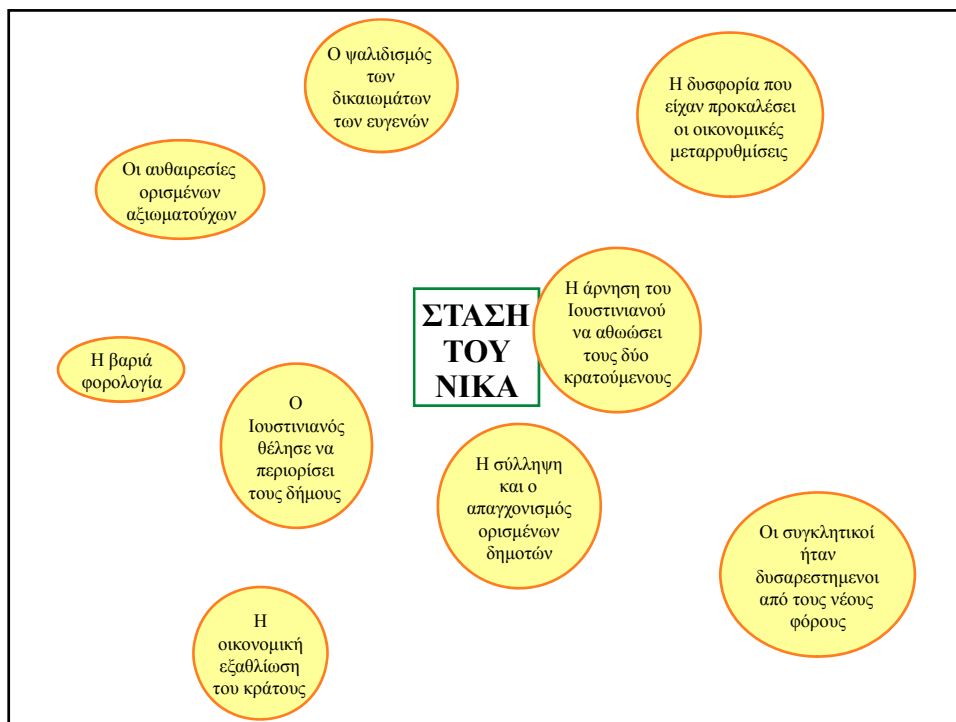 Ο ψαλιδισμός
των
δικαιωμάτων
των ευγενών
Η δυσφορία που
είχαν προκαλέσει
οι οικονομικές
μεταρρυθμίσεις
Οι αυθαιρεσίες
ορισμένων
αξιωματούχων
ΣΤΑΣΗ
ΤΟΥ
ΝΙΚΑ
Η άρνηση του
Ιουστινιανού
να αθωώσει
τους δύο
κρατούμενους
Η βαριά
φορολογία
Ο
Ιουστινιανός
θέλησε να
περιορίσει
τους δήμους
Η σύλληψη
και ο
απαγχονισμός
ορισμένων
δημοτών
Οι συγκλητικοί
ήταν
δυσαρεστημενοι
από τους νέους
φόρους
Η
οικονομική
εξαθλίωση
του κράτους